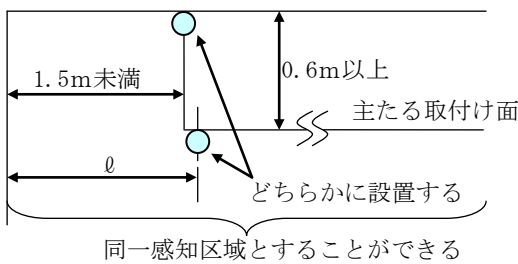 1.5m未満
0.6m以上
主たる取付け面
ℓ
どちらかに設置する
同一感知区域とすることができる